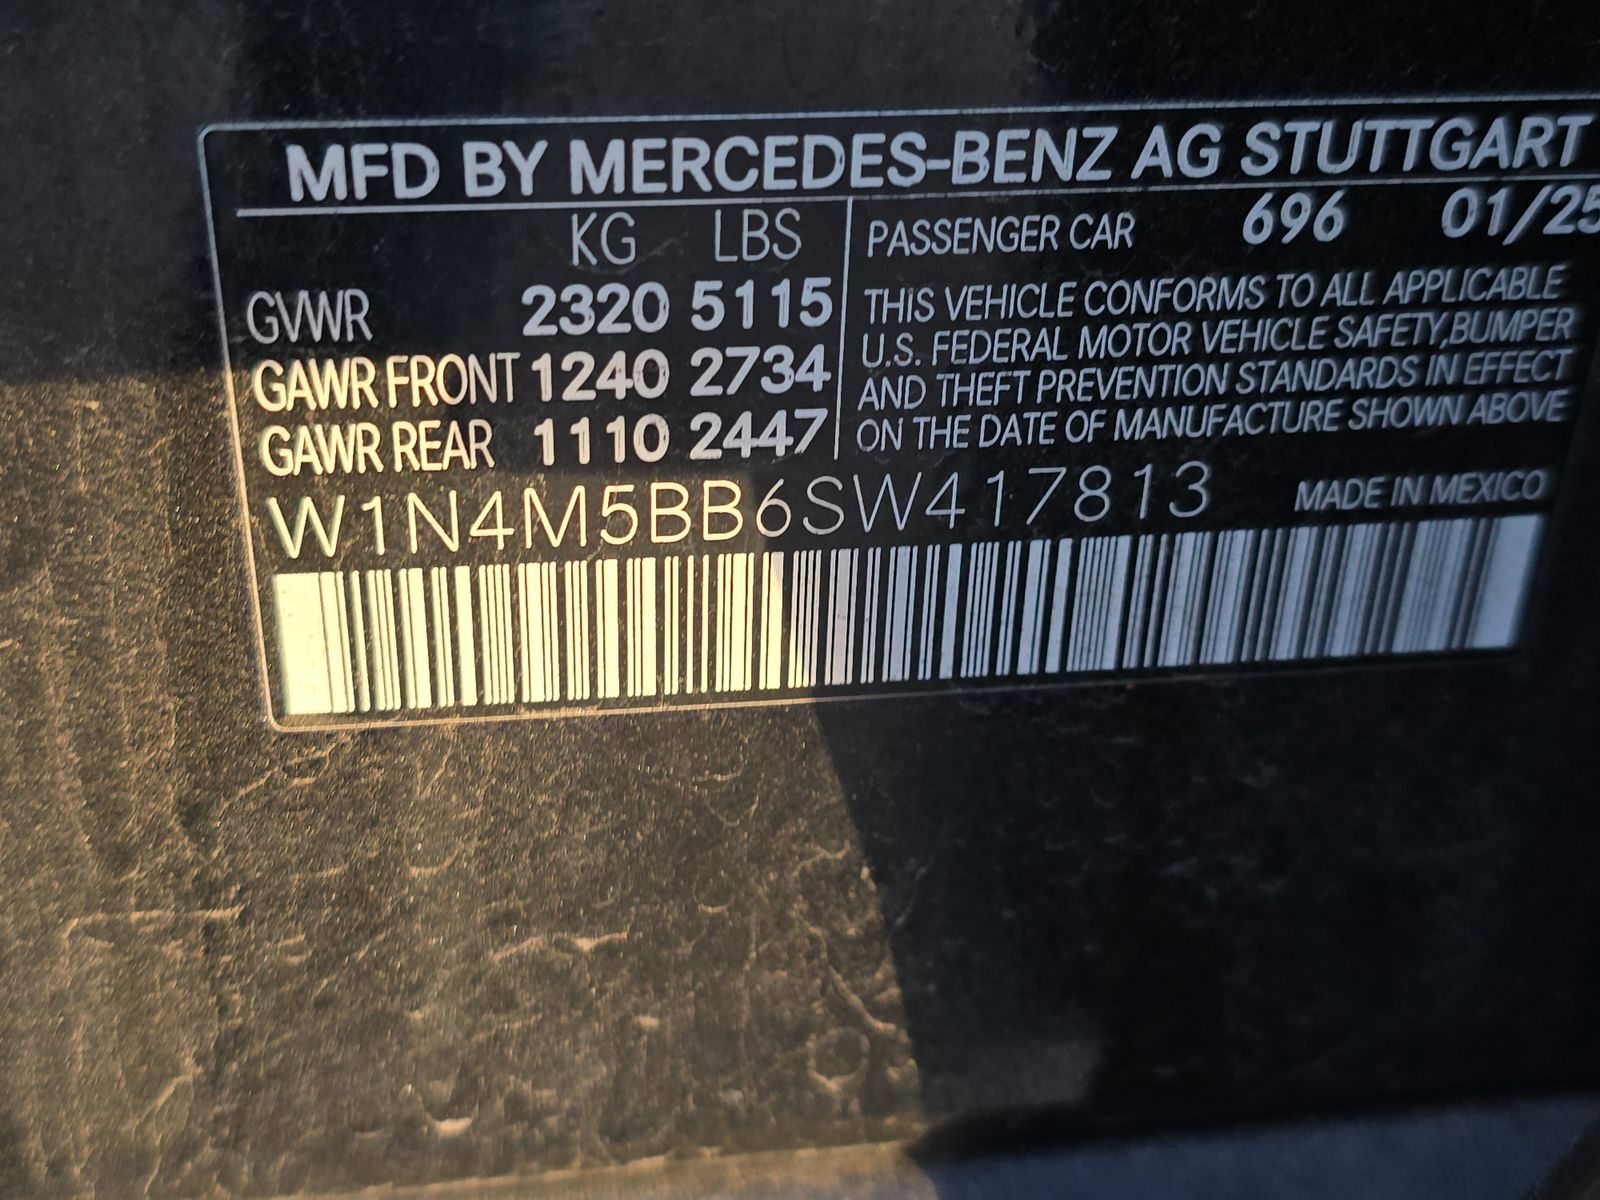 MFD BY MERCEDES-BENZ AG STUTTGART
KG LBS
GVWR 2320 5115
GAWR FRONT 1240 2734
GAWR REAR 1110 2447
PASSENGER CAR 696 01/25
THIS VEHICLE CONFORMS TO ALL APPLICABLE
U.S. FEDERAL MOTOR VEHICLE SAFETY,BUMPER
AND THEFT PREVENTION STANDARDS IN EFFECT
ON THE DATE OF MANUFACTURE SHOWN ABOVE
W1N4M5BB6SW417813
MADE IN MEXICO